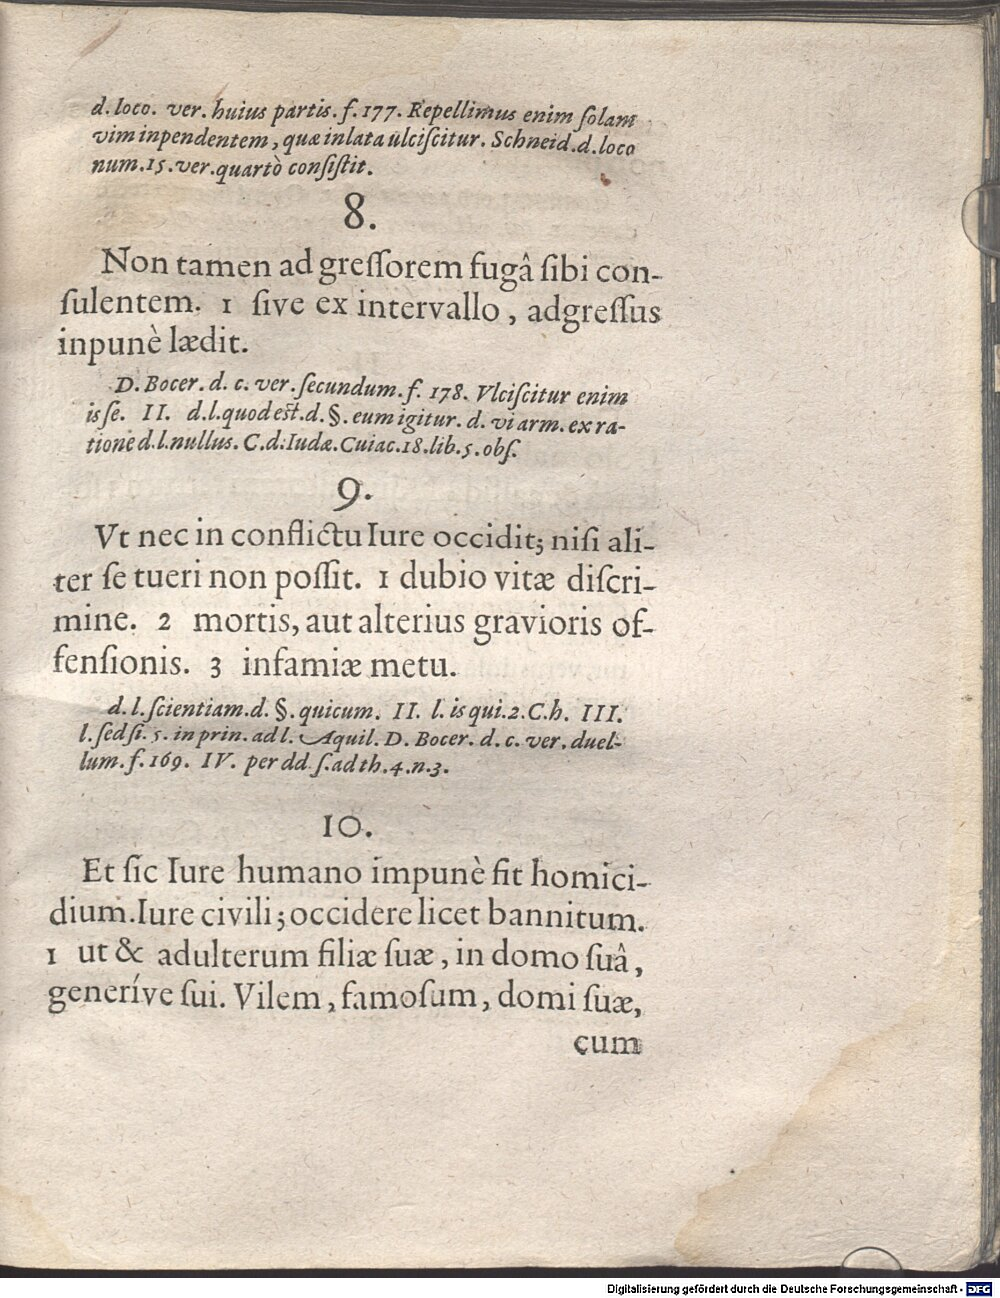 d. loco. ver. huius partis. f. 177. Repellimus enim ſolam
vim inpendentem, quæ inlata ulciſcitur. Schneid. d. loco
num. 15. ver. quartò conſiſtit.
8.
Non tamen ad greſſorem fugâ ſibi con-
ſulentem. 1 ſive ex intervallo, adgreſſus
inpunè lædit.
D. Bocer. d. c. ver. ſecundum. f. 178. Vlciſcitur enim
is ſe. II. d. l. quod est. d. §. eum igitur. d. vi arm. ex ra-
tione d. l. nullus. C. d. Iudæ. Cuiac. 18. lib. 5. obſ.
9.
Vt nec in conflictu Iure occidit; niſi ali-
ter ſe tueri non poſſit. 1 dubio vitæ diſcri-
mine. 2 mortis, aut alterius gravioris of-
fenſionis. 3 infamiæ metu.
d. l. ſcientiam. d. §. qui cum. II. l. is qui. 2. C. h. III.
l. ſed ſi. 5. in prin. ad l. Aquil. D. Bocer. d. c. ver. duel-
lum. f. 169. IV. per dd. ſ. ad th. 4. n. 3.
10.
Et ſic Iure humano impunè fit homici-
dium. Iure civili; occidere licet bannitum.
1 ut & adulterum filiæ ſuæ, in domo ſuâ,
generíve ſui. Vilem, famoſum, domi ſuæ,
cum
Digitalisierung gefördert durch die Deutsche Forschungsgemeinschaft - DFG